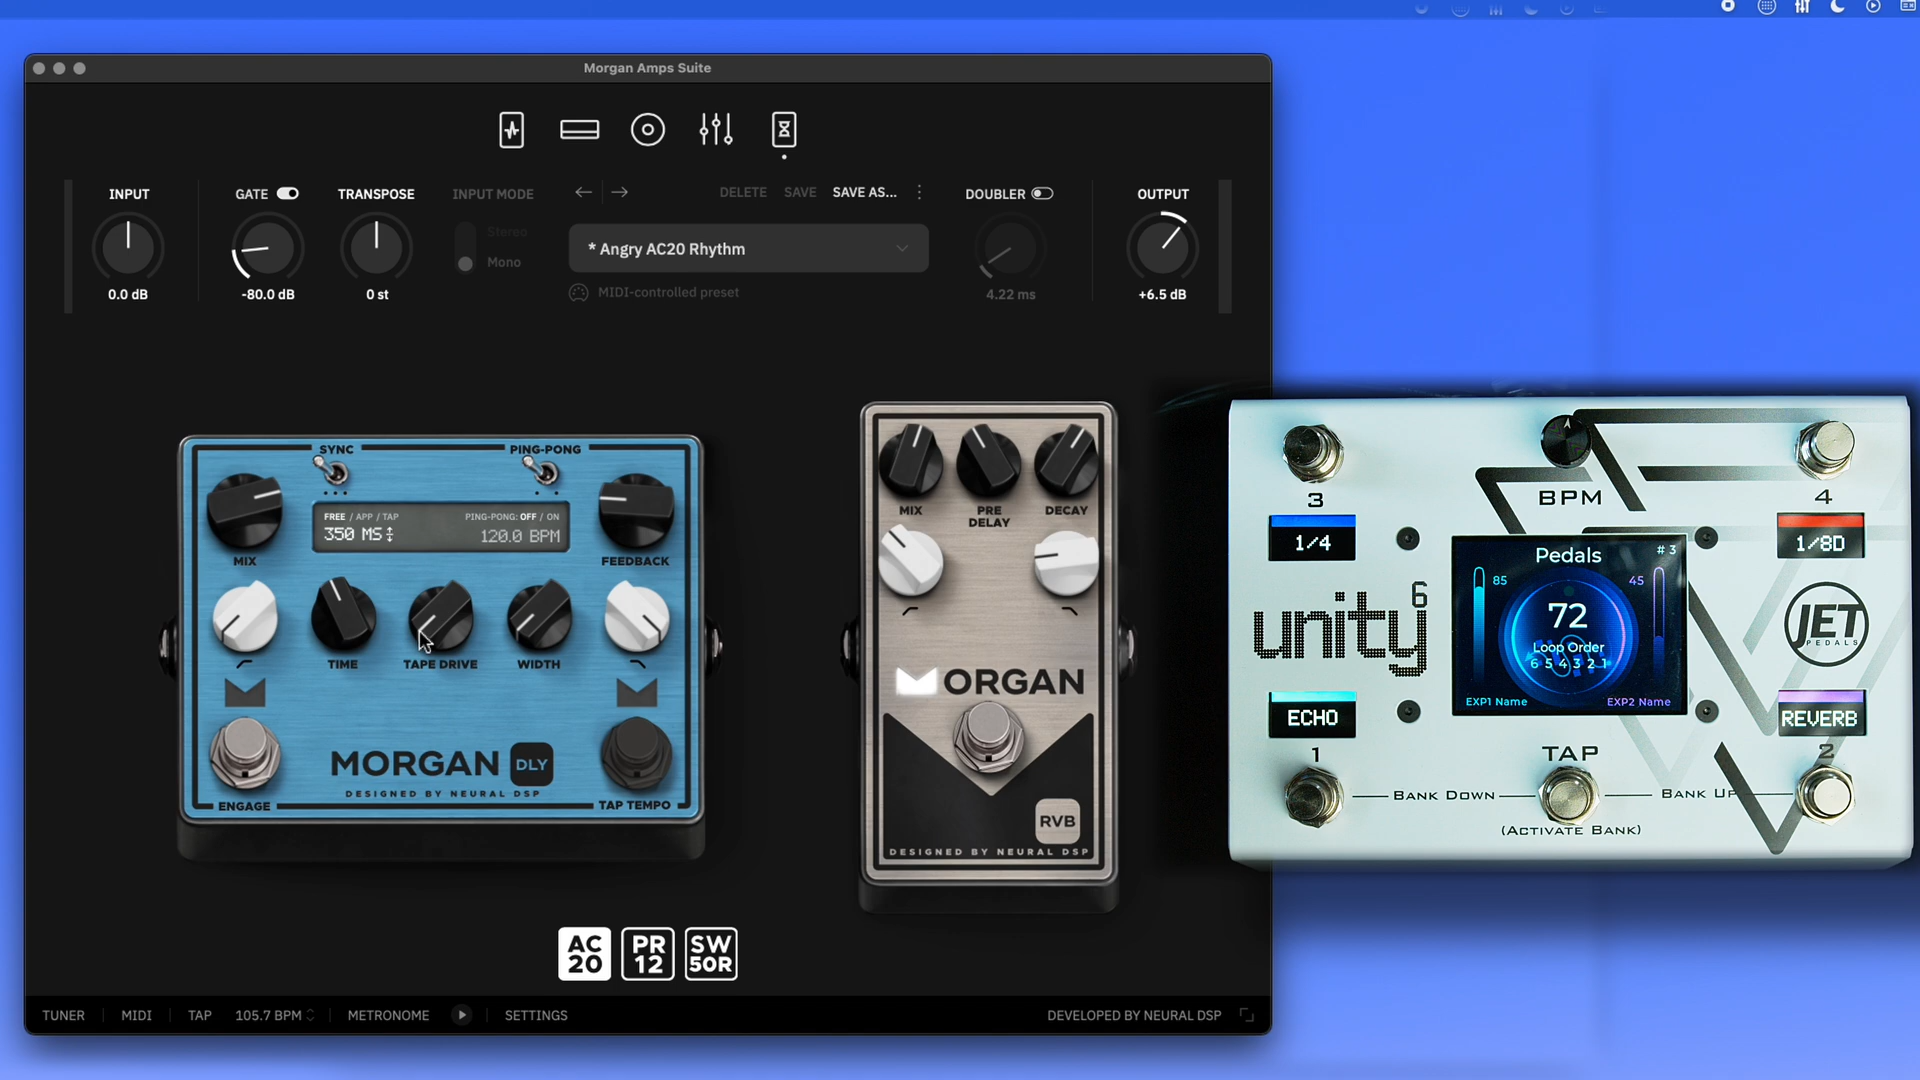 Morgan Amps Suite
INPUT
0.0 dB
GATE
-80.0 dB
TRANSPOSE
0 st
INPUT MODE
Stereo
Mono
DELETE
SAVE
SAVE AS...
* Angry AC20 Rhythm
MIDI-controlled preset
DOUBLER
4.22 ms
OUTPUT
+6.5 dB
SYNC
PING-PONG
FREE / APP / TAP
350 MS
PING-PONG: OFF / ON
120.0 BPM
MIX
FEEDBACK
TIME
TAPE DRIVE
WIDTH
MORGAN DLY
DESIGNED BY NEURAL DSP
ENGAGE
TAP TEMPO
MIX
PRE DELAY
DECAY
MORGAN
RVB
DESIGNED BY NEURAL DSP
3
BPM
4
1/4
1/8D
Pedals
#3
85
45
72
Loop Order
6 5 4 3 2 1
EXP1 Name
EXP2 Name
unity 6
JET
PEDALS
ECHO
REVERB
1
TAP
2
BANK DOWN
BANK UP
(ACTIVATE BANK)
AC 20
PR 12
SW 50R
TUNER
MIDI
TAP
105.7 BPM
METRONOME
SETTINGS
DEVELOPED BY NEURAL DSP